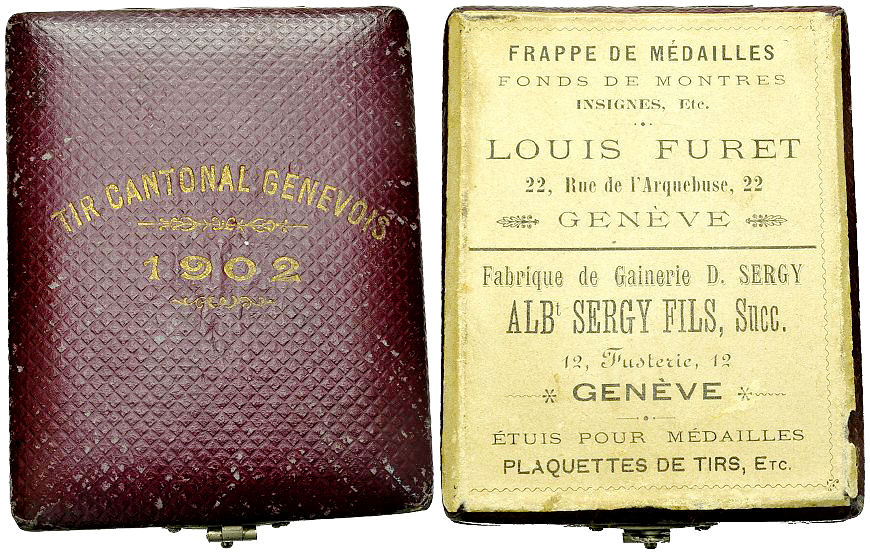 TIR CANTONAL GENEVOIS
1902
FRAPPE DE MÉDAILLES
FONDS DE MONTRES
INSIGNES, Etc.
LOUIS FURET
22, Rue de l'Arquebuse, 22
GENÈVE
Fabrique de Gainerie D. SERGY
ALBt SERGY FILS, Succ.
12, Fusterie, 12
GENÈVE
ÉTUIS POUR MÉDAILLES
PLAQUETTES DE TIRS, ETC.